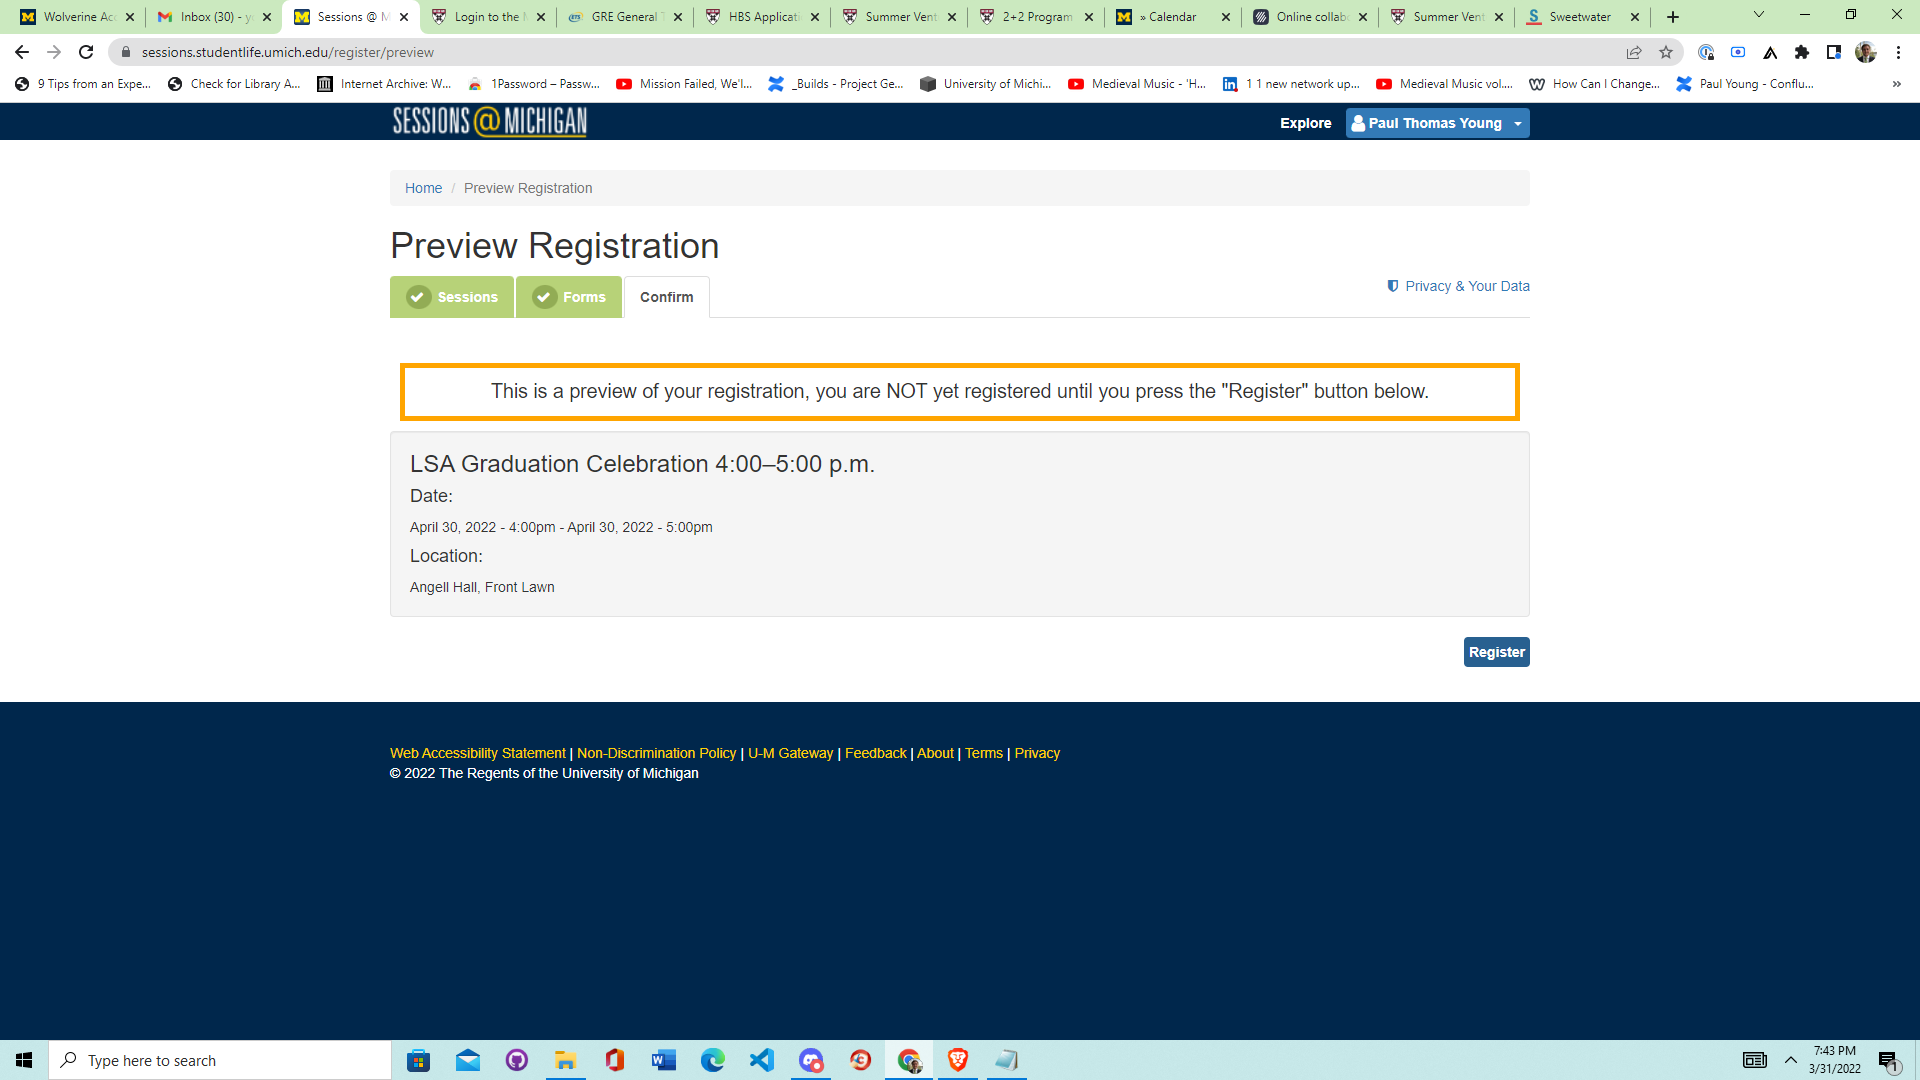 Wolverine Acc
Inbox (30) - yo
Sessions @ M
Login to the M
GRE General T
HBS Applicati
Summer Vent
2+2 Program
» Calendar
Online collabo
Summer Vent
Sweetwater
sessions.studentlife.umich.edu/register/preview
9 Tips from an Expe...
Check for Library A...
Internet Archive: W...
1Password – Passw...
Mission Failed, We'l...
_Builds - Project Ge...
University of Michi...
Medieval Music - 'H...
1 1 new network up...
Medieval Music vol....
How Can I Change...
Paul Young - Conflu...
»
SESSIONS @ MICHIGAN
Explore
Paul Thomas Young
Home / Preview Registration
Preview Registration
Sessions
Forms
Confirm
Privacy & Your Data
This is a preview of your registration, you are NOT yet registered until you press the "Register" button below.
LSA Graduation Celebration 4:00–5:00 p.m.
Date:
April 30, 2022 - 4:00pm - April 30, 2022 - 5:00pm
Location:
Angell Hall, Front Lawn
Register
Web Accessibility Statement | Non-Discrimination Policy | U-M Gateway | Feedback | About | Terms | Privacy
© 2022 The Regents of the University of Michigan
Type here to search
7:43 PM
3/31/2022
1